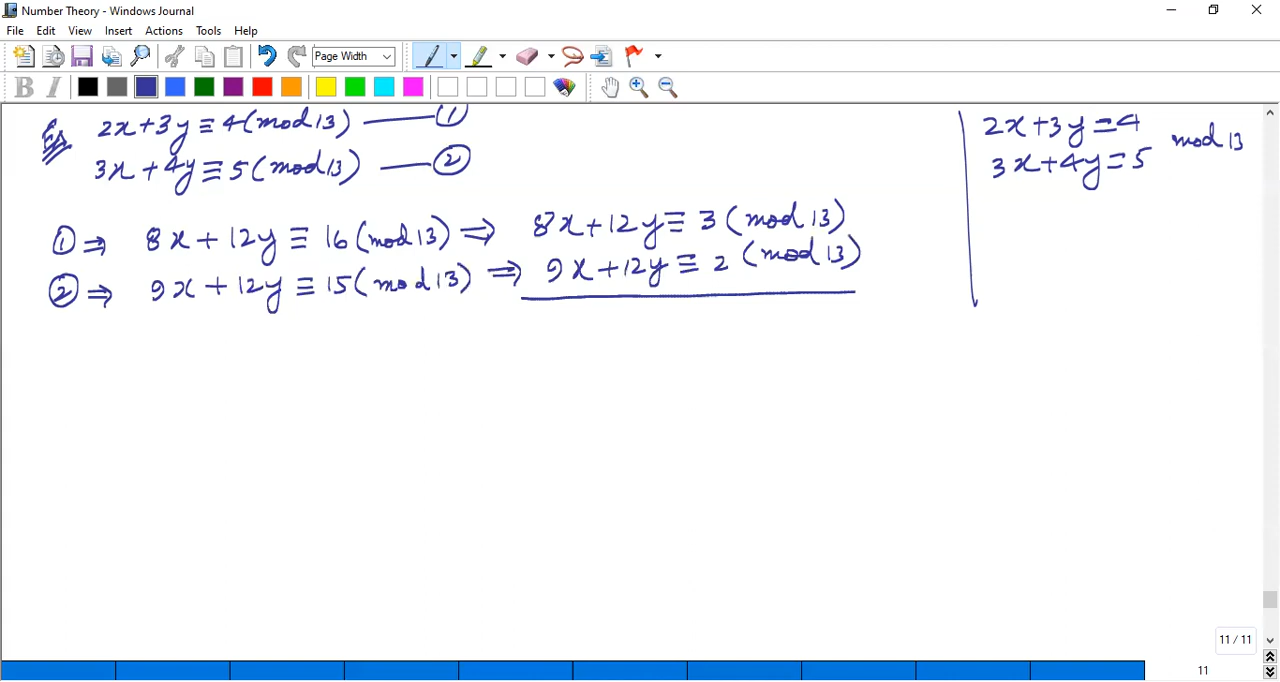 Number Theory - Windows Journal
File Edit View Insert Actions Tools Help
Page Width
B I
Ex 2x+3y ≡ 4 (mod 13) —— ①
3x + 4y ≡ 5 (mod 13) —— ②
① ⇒ 8x + 12y ≡ 16 (mod 13) ⇒ 8x + 12y ≡ 3 (mod 13)
② ⇒ 9x + 12y ≡ 15 (mod 13) ⇒ 9x + 12y ≡ 2 (mod 13)
2x+3y=4
3x+4y=5 mod 13
11 / 11
11